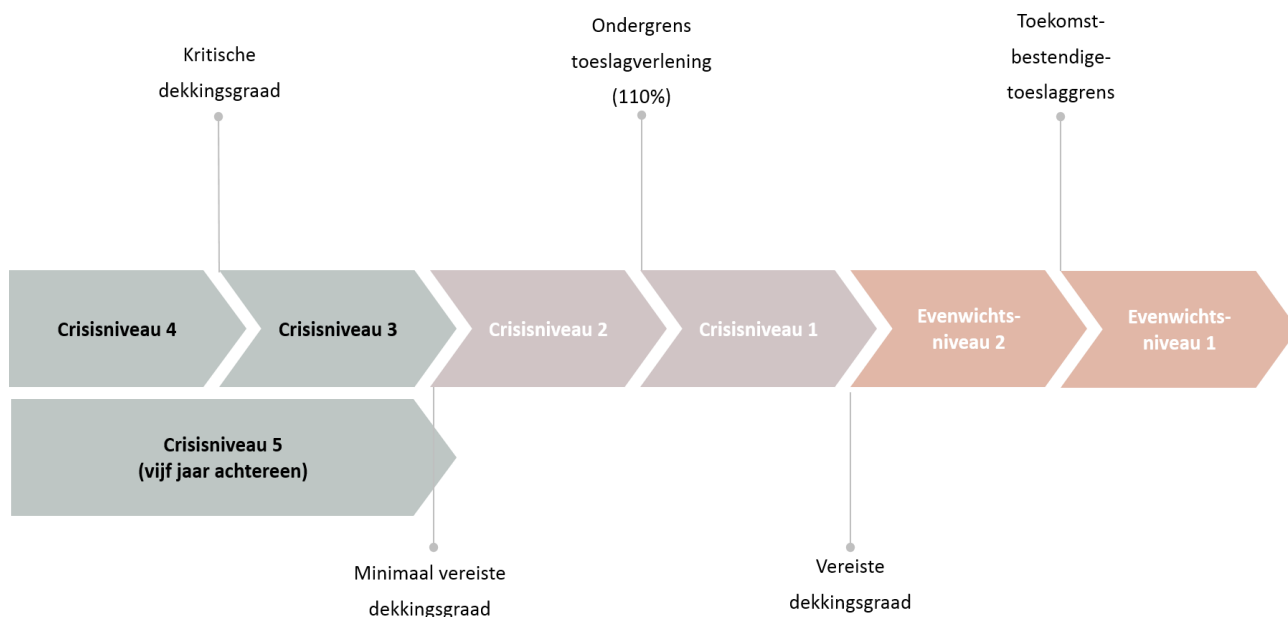 Kritische
dekkingsgraad
Ondergrens
toeslagverlening
(110%)
Toekomst-
bestendige-
toeslaggrens
Crisisniveau 4
Crisisniveau 3
Crisisniveau 2
Crisisniveau 1
Evenwichts-
niveau 2
Evenwichts-
niveau 1
Crisisniveau 5
(vijf jaar achtereen)
Minimaal vereiste
dekkingsgraad
Vereiste
dekkingsgraad